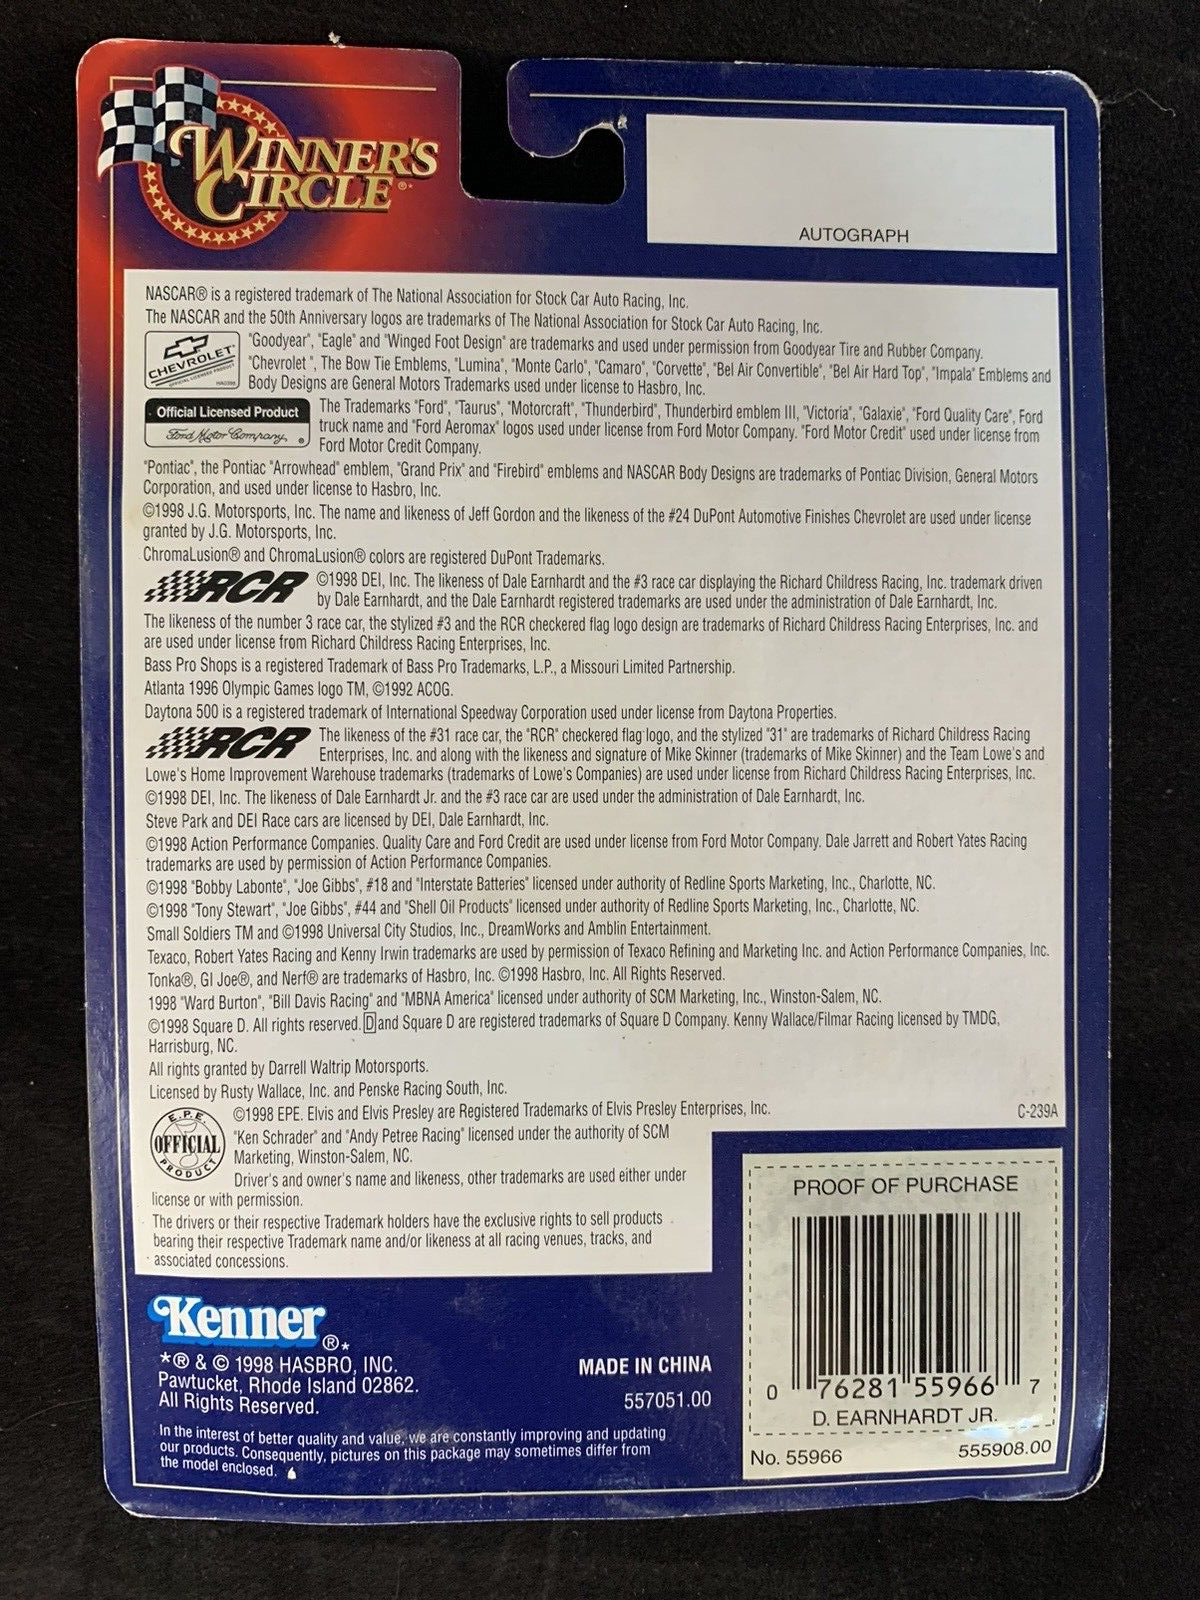 WINNER'S
CIRCLE®*
AUTOGRAPH
NASCAR® is a registered trademark of The National Association for Stock Car Auto Racing, Inc.
The NASCAR and the 50th Anniversary logos are trademarks of The National Association for Stock Car Auto Racing, Inc.
CHEVROLET
OFFICIAL LICENSED PRODUCT
"Goodyear", "Eagle" and "Winged Foot Design" are trademarks and used under permission from Goodyear Tire and Rubber Company.
"Chevrolet", The Bow Tie Emblems, "Lumina", "Monte Carlo", "Camaro", "Corvette", "Bel Air Convertible", "Bel Air Hard Top", "Impala" Emblems and
Body Designs are General Motors Trademarks used under license to Hasbro, Inc.
Official Licensed Product
Ford Motor Company ®
The Trademarks "Ford", "Taurus", "Motorcraft", "Thunderbird", Thunderbird emblem III, "Victoria", "Galaxie", "Ford Quality Care", Ford
truck name and "Ford Aeromax" logos used under license from Ford Motor Company. "Ford Motor Credit" used under license from
Ford Motor Credit Company.
"Pontiac", the Pontiac "Arrowhead" emblem, "Grand Prix" and "Firebird" emblems and NASCAR Body Designs are trademarks of Pontiac Division, General Motors
Corporation, and used under license to Hasbro, Inc.
©1998 J.G. Motorsports, Inc. The name and likeness of Jeff Gordon and the likeness of the #24 DuPont Automotive Finishes Chevrolet are used under license
granted by J.G. Motorsports, Inc.
ChromaLusion® and ChromaLusion® colors are registered DuPont Trademarks.
RCR
©1998 DEI, Inc. The likeness of Dale Earnhardt and the #3 race car displaying the Richard Childress Racing, Inc. trademark driven
by Dale Earnhardt, and the Dale Earnhardt registered trademarks are used under the administration of Dale Earnhardt, Inc.
The likeness of the number 3 race car, the stylized #3 and the RCR checkered flag logo design are trademarks of Richard Childress Racing Enterprises, Inc. and
are used under license from Richard Childress Racing Enterprises, Inc.
Bass Pro Shops is a registered Trademark of Bass Pro Trademarks, L.P., a Missouri Limited Partnership.
Atlanta 1996 Olympic Games logo TM, ©1992 ACOG.
Daytona 500 is a registered trademark of International Speedway Corporation used under license from Daytona Properties.
RCR
The likeness of the #31 race car, the "RCR" checkered flag logo, and the stylized "31" are trademarks of Richard Childress Racing
Enterprises, Inc. and along with the likeness and signature of Mike Skinner (trademarks of Mike Skinner) and the Team Lowe's and
Lowe's Home Improvement Warehouse trademarks (trademarks of Lowe's Companies) are used under license from Richard Childress Racing Enterprises, Inc.
©1998 DEI, Inc. The likeness of Dale Earnhardt Jr. and the #3 race car are used under the administration of Dale Earnhardt, Inc.
Steve Park and DEI Race cars are licensed by DEI, Dale Earnhardt, Inc.
©1998 Action Performance Companies. Quality Care and Ford Credit are used under license from Ford Motor Company. Dale Jarrett and Robert Yates Racing
trademarks are used by permission of Action Performance Companies.
©1998 "Bobby Labonte", "Joe Gibbs", #18 and "Interstate Batteries" licensed under authority of Redline Sports Marketing, Inc., Charlotte, NC.
©1998 "Tony Stewart", "Joe Gibbs", #44 and "Shell Oil Products" licensed under authority of Redline Sports Marketing, Inc., Charlotte, NC.
Small Soldiers TM and ©1998 Universal City Studios, Inc., DreamWorks and Amblin Entertainment.
Texaco, Robert Yates Racing and Kenny Irwin trademarks are used by permission of Texaco Refining and Marketing Inc. and Action Performance Companies, Inc.
Tonka®, GI Joe®, and Nerf® are trademarks of Hasbro, Inc. ©1998 Hasbro, Inc. All Rights Reserved.
1998 "Ward Burton", "Bill Davis Racing" and "MBNA America" licensed under authority of SCM Marketing, Inc., Winston-Salem, NC.
©1998 Square D. All rights reserved. D and Square D are registered trademarks of Square D Company. Kenny Wallace/Filmar Racing licensed by TMDG,
Harrisburg, NC.
All rights granted by Darrell Waltrip Motorsports.
Licensed by Rusty Wallace, Inc. and Penske Racing South, Inc.
E.P.E.
OFFICIAL
PRODUCT
©1998 EPE. Elvis and Elvis Presley are Registered Trademarks of Elvis Presley Enterprises, Inc.
C-239A
"Ken Schrader" and "Andy Petree Racing" licensed under the authority of SCM
Marketing, Winston-Salem, NC.
Driver's and owner's name and likeness, other trademarks are used either under
license or with permission.
The drivers or their respective Trademark holders have the exclusive rights to sell products
bearing their respective Trademark name and/or likeness at all racing venues, tracks, and
associated concessions.
PROOF OF PURCHASE
0 76281 55966 7
D. EARNHARDT JR.
No. 55966 555908.00
Kenner®*
*® & © 1998 HASBRO, INC.
Pawtucket, Rhode Island 02862.
All Rights Reserved.
MADE IN CHINA
557051.00
In the interest of better quality and value, we are constantly improving and updating
our products. Consequently, pictures on this package may sometimes differ from
the model enclosed.